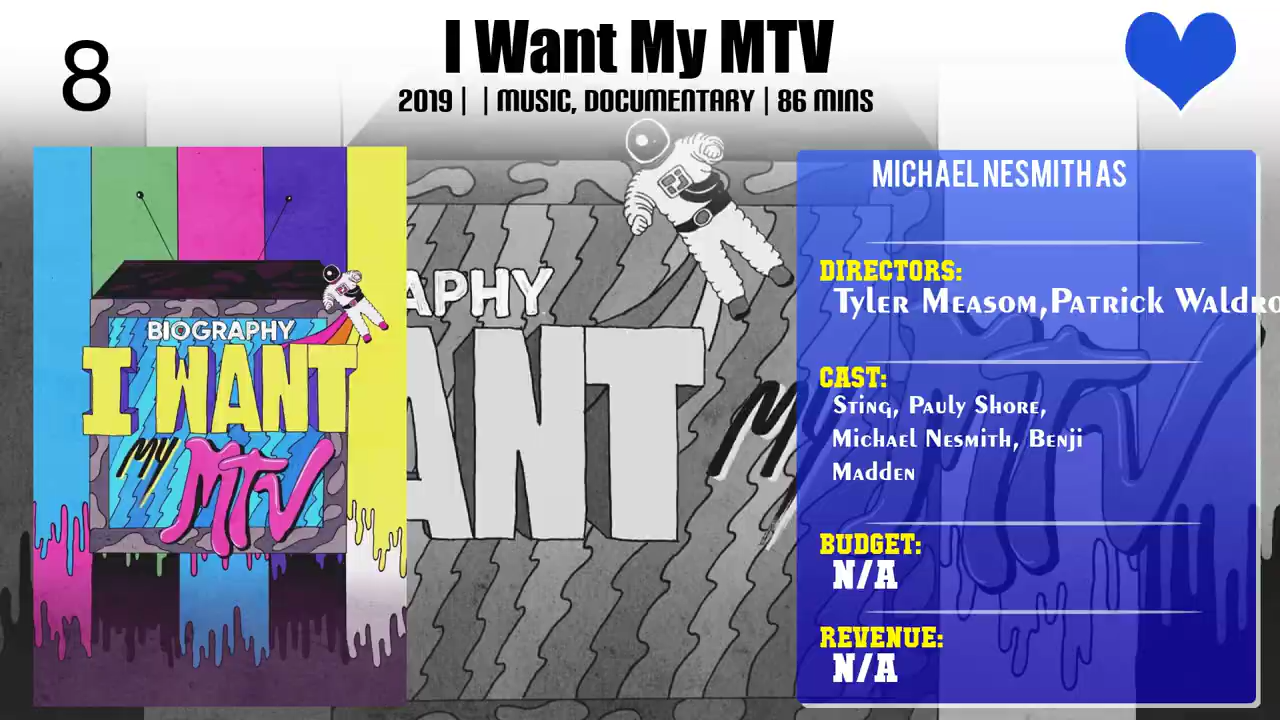 8
I Want My MTV
2019 | | MUSIC, DOCUMENTARY | 86 MINS
MICHAEL NESMITH AS
DIRECTORS:
Tyler Measom,Patrick Waldro
CAST:
Sting, Pauly Shore,
Michael Nesmith, Benji
Madden
BUDGET:
N/A
REVENUE:
N/A
BIOGRAPHY
I WANT
MY
MTV
APHY
ANT
M
MTV